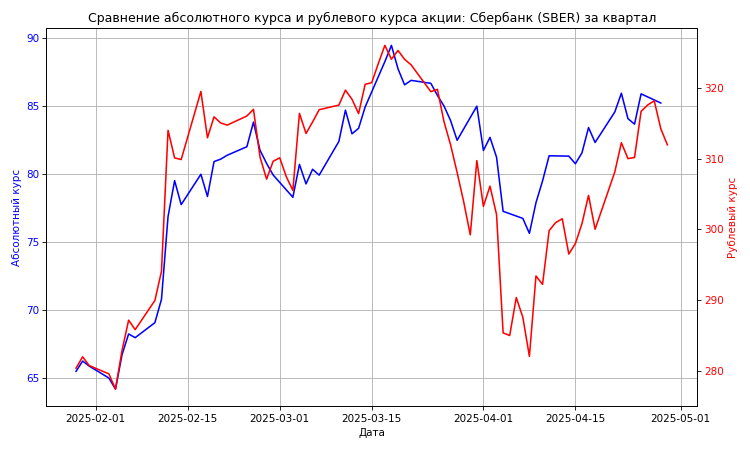 Сравнение абсолютного курса и рублевого курса акции: Сбербанк (SBER) за квартал
90
85
80
75
70
65
Абсолютный курс
320
310
300
290
280
Рублевый курс
2025-02-01 2025-02-15 2025-03-01 2025-03-15 2025-04-01 2025-04-15 2025-05-01
Дата